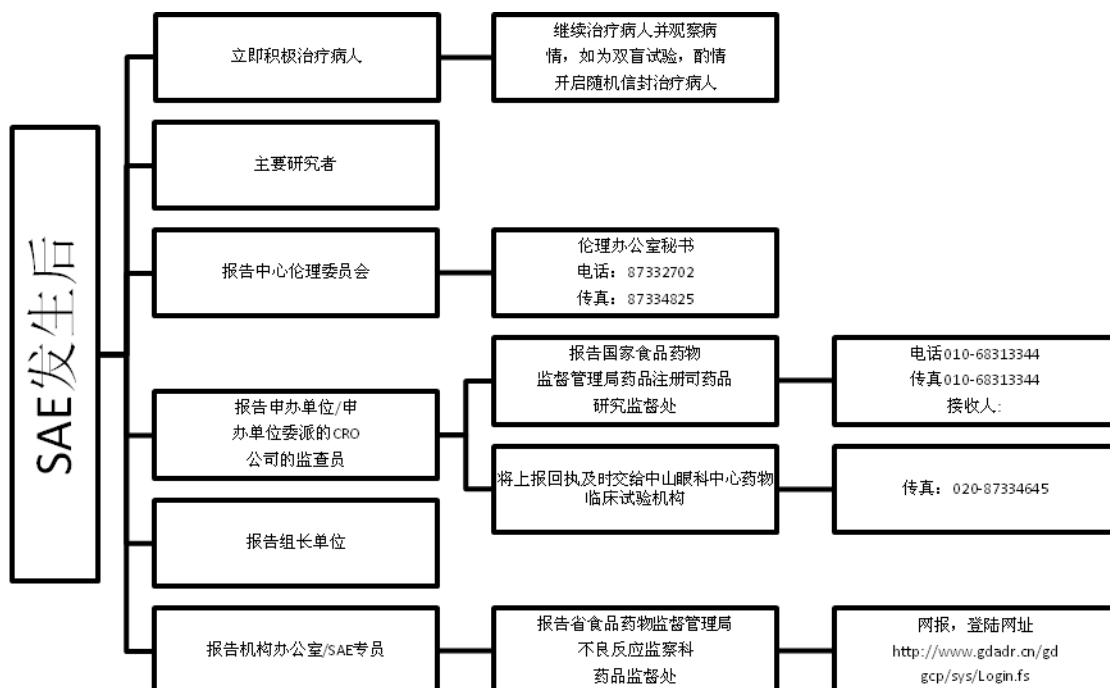 SAE发生后
立即积极治疗病人
继续治疗病人并观察病
情，如为双盲试验，酌情
开启随机信封治疗病人
主要研究者
报告中心伦理委员会
伦理办公室秘书
电话：87332702
传真：87334825
报告申办单位/申
办单位委派的CRO
公司的监查员
报告国家食品药物
监督管理局药品注册司药品
研究监督处
电话010-68313344
传真010-68313344
接收人:
将上报回执及时交给中山眼科中心药物
临床试验机构
传真：020-87334645
报告组长单位
报告机构办公室/SAE专员
报告省食品药物监督管理局
不良反应监察科
药品监督处
网报，登陆网址
http://www.gdadr.cn/gd
gcp/sys/Login.fs